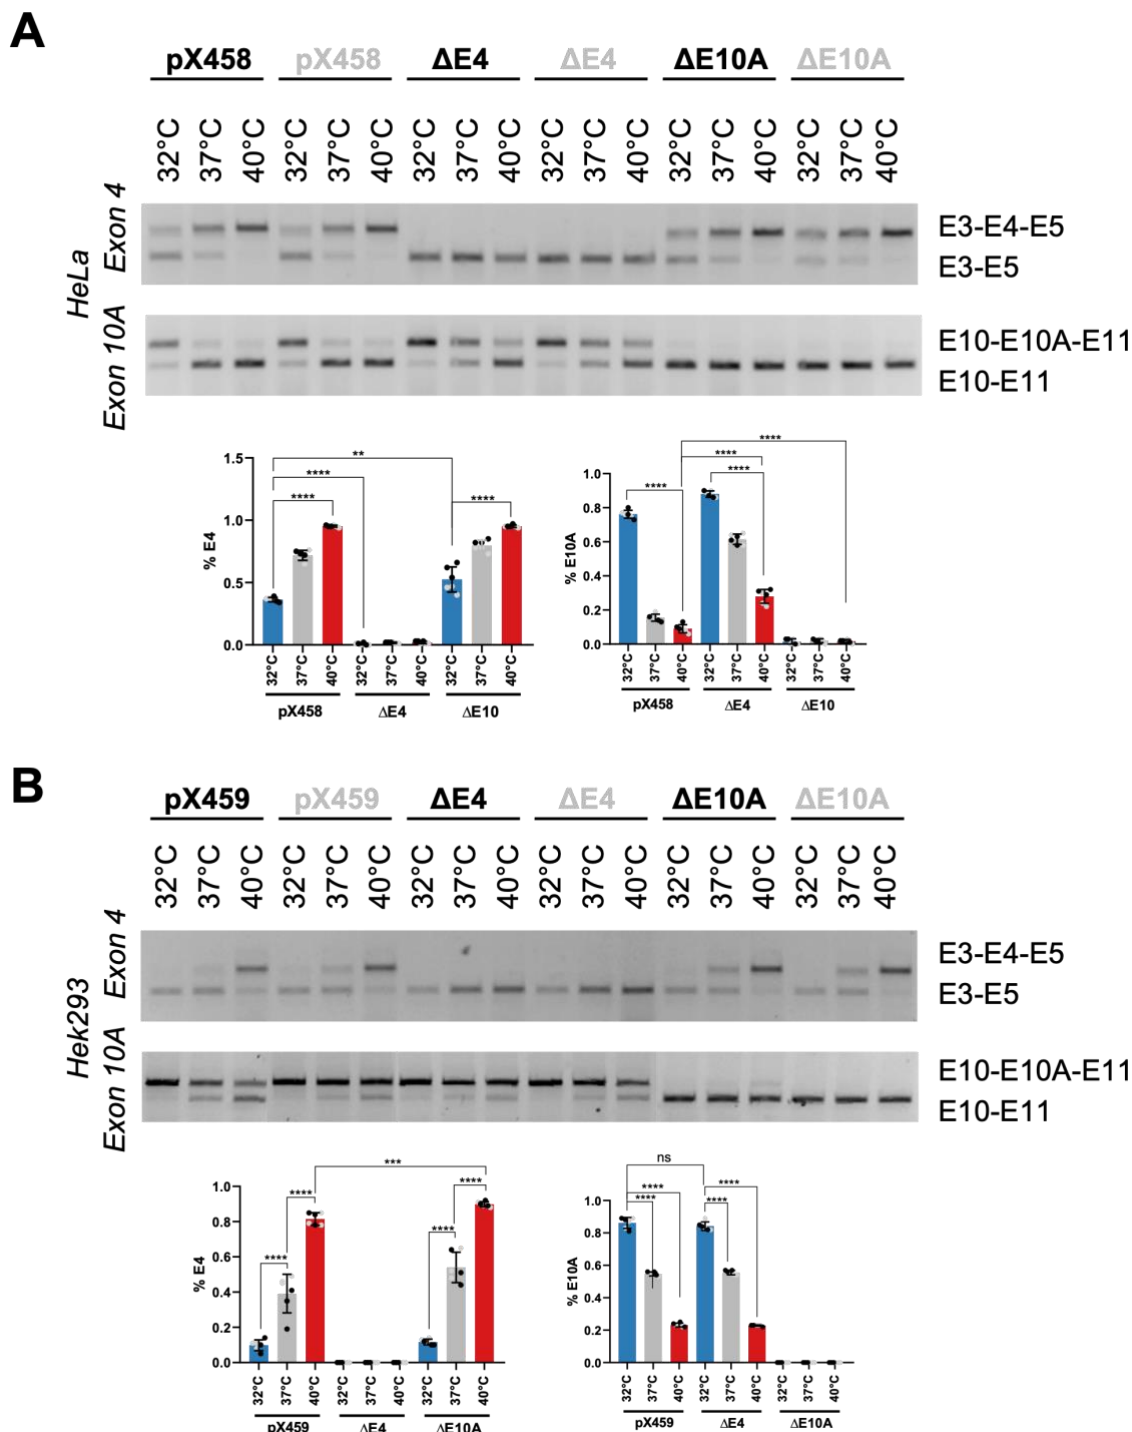 A
pX458 pX458 ΔE4 ΔE4 ΔE10A ΔE10A
32°C 37°C 40°C 32°C 37°C 40°C 32°C 37°C 40°C 32°C 37°C 40°C 32°C 37°C 40°C 32°C 37°C 40°C
HeLa
Exon 4
E3-E4-E5
E3-E5
Exon 10A
E10-E10A-E11
E10-E11
% E4
1.5
1.0
0.5
0.0
** 
****
****
****
32°C 37°C 40°C 32°C 37°C 40°C 32°C 37°C 40°C
pX458 ΔE4 ΔE10
% E10A
1.0
0.8
0.6
0.4
0.2
0.0
****
****
****
****
32°C 37°C 40°C 32°C 37°C 40°C 32°C 37°C 40°C
pX458 ΔE4 ΔE10
B
pX459 pX459 ΔE4 ΔE4 ΔE10A ΔE10A
32°C 37°C 40°C 32°C 37°C 40°C 32°C 37°C 40°C 32°C 37°C 40°C 32°C 37°C 40°C 32°C 37°C 40°C
Hek293
Exon 4
E3-E4-E5
E3-E5
Exon 10A
E10-E10A-E11
E10-E11
% E4
1.0
0.8
0.6
0.4
0.2
0.0
***
**** ****
**** ****
32°C 37°C 40°C 32°C 37°C 40°C 32°C 37°C 40°C
pX459 ΔE4 ΔE10A
% E10A
1.0
0.8
0.6
0.4
0.2
0.0
ns
**** ****
**** ****
32°C 37°C 40°C 32°C 37°C 40°C 32°C 37°C 40°C
pX459 ΔE4 ΔE10A